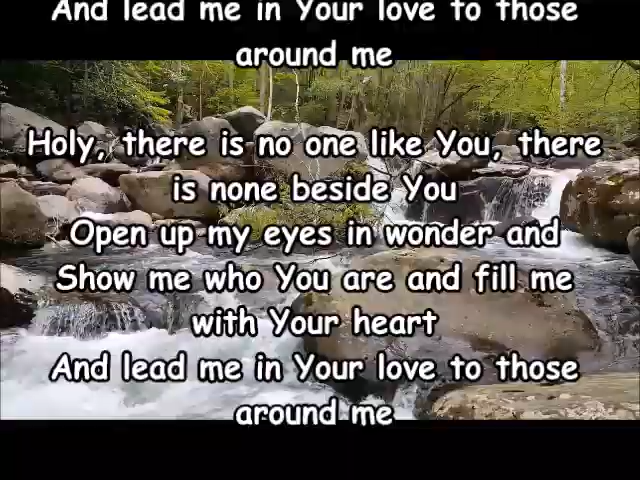 And lead me in Your love to those
around me
Holy, there is no one like You, there
is none beside You
Open up my eyes in wonder and
Show me who You are and fill me
with Your heart
And lead me in Your love to those
around me